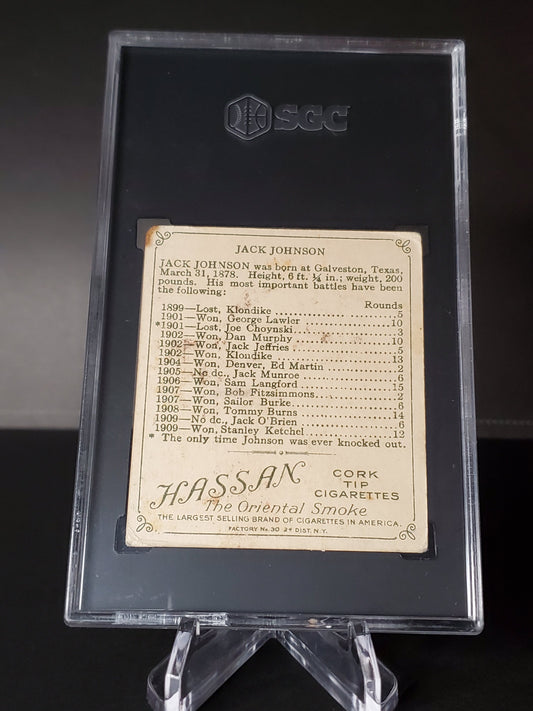 SGC
JACK JOHNSON
JACK JOHNSON was born at Galveston, Texas,
March 31, 1878. Height, 6 ft. ¼ in.; weight, 200
pounds. His most important battles have been
the following:
Rounds
1899—Lost, Klondike 5
1901—Won, George Lawler 10
*1901—Lost, Joe Choynski 3
1902—Won, Dan Murphy 10
1902—Won, Jack Jeffries 5
1902—Won, Klondike 13
1904—Won, Denver, Ed Martin 2
1905—No dc., Jack Munroe 6
1906—Won, Sam Langford 15
1907—Won, Bob Fitzsimmons 2
1907—Won, Sailor Burke 6
1908—Won, Tommy Burns 14
1909—No dc., Jack O'Brien 6
1909—Won, Stanley Ketchel 12
* The only time Johnson was ever knocked out.
HASSAN CORK
TIP
CIGARETTES
The Oriental Smoke
THE LARGEST SELLING BRAND OF CIGARETTES IN AMERICA.
FACTORY No. 30 2d DIST. N.Y.